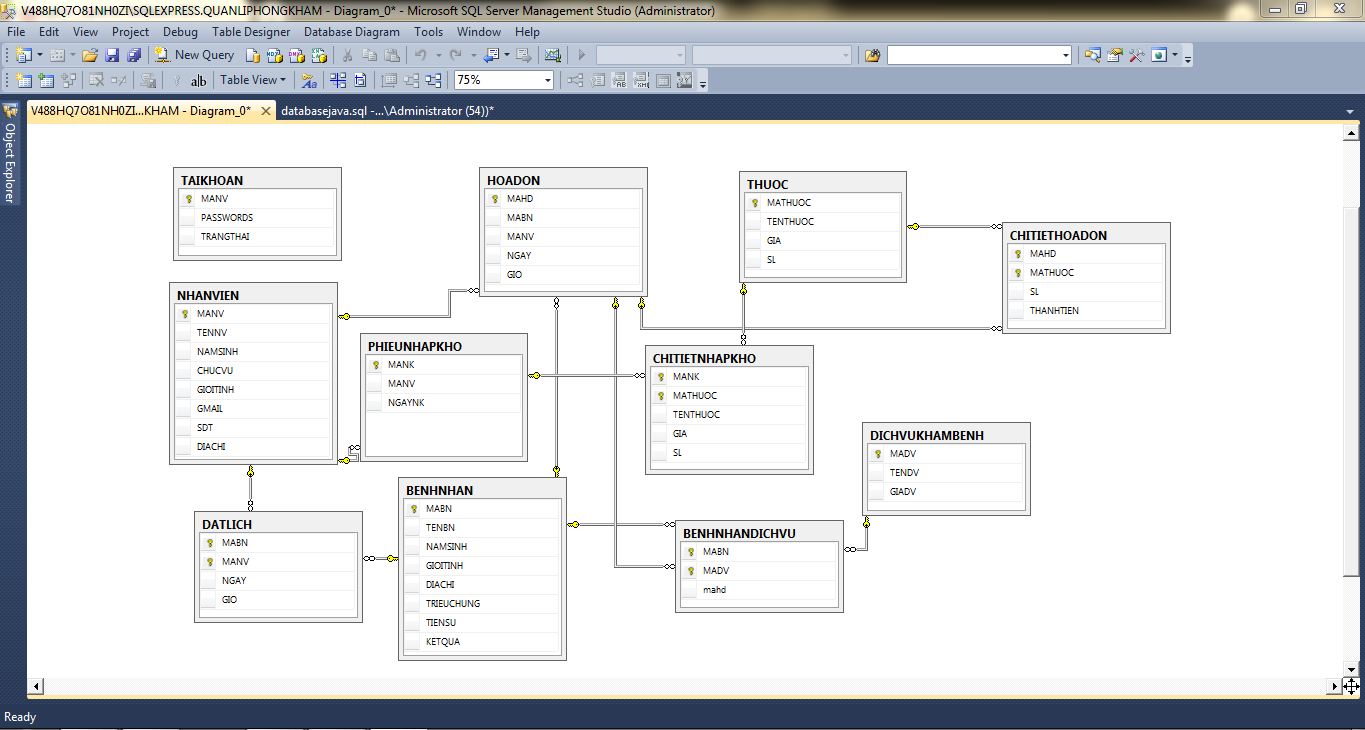 V488HQ7O81NH0ZI\SQLEXPRESS.QUANLIPHONGKHAM - Diagram_0* - Microsoft SQL Server Management Studio (Administrator)
File Edit View Project Debug Table Designer Database Diagram Tools Window Help
New Query
Table View 75%
V488HQ7O81NH0ZI...KHAM - Diagram_0* databasejava.sql -...\Administrator (54))*
Object Explorer
TAIKHOAN
MANV
PASSWORDS
TRANGTHAI
HOADON
MAHD
MABN
MANV
NGAY
GIO
THUOC
MATHUOC
TENTHUOC
GIA
SL
CHITIETHOADON
MAHD
MATHUOC
SL
THANHTIEN
NHANVIEN
MANV
TENNV
NAMSINH
CHUCVU
GIOITINH
GMAIL
SDT
DIACHI
PHIEUNHAPKHO
MANK
MANV
NGAYNK
CHITIETNHAPKHO
MANK
MATHUOC
TENTHUOC
GIA
SL
DICHVUKHAMBENH
MADV
TENDV
GIADV
DATLICH
MABN
MANV
NGAY
GIO
BENHNHAN
MABN
TENBN
NAMSINH
GIOITINH
DIACHI
TRIEUCHUNG
TIENSU
KETQUA
BENHNHANDICHVU
MABN
MADV
mahd
Ready